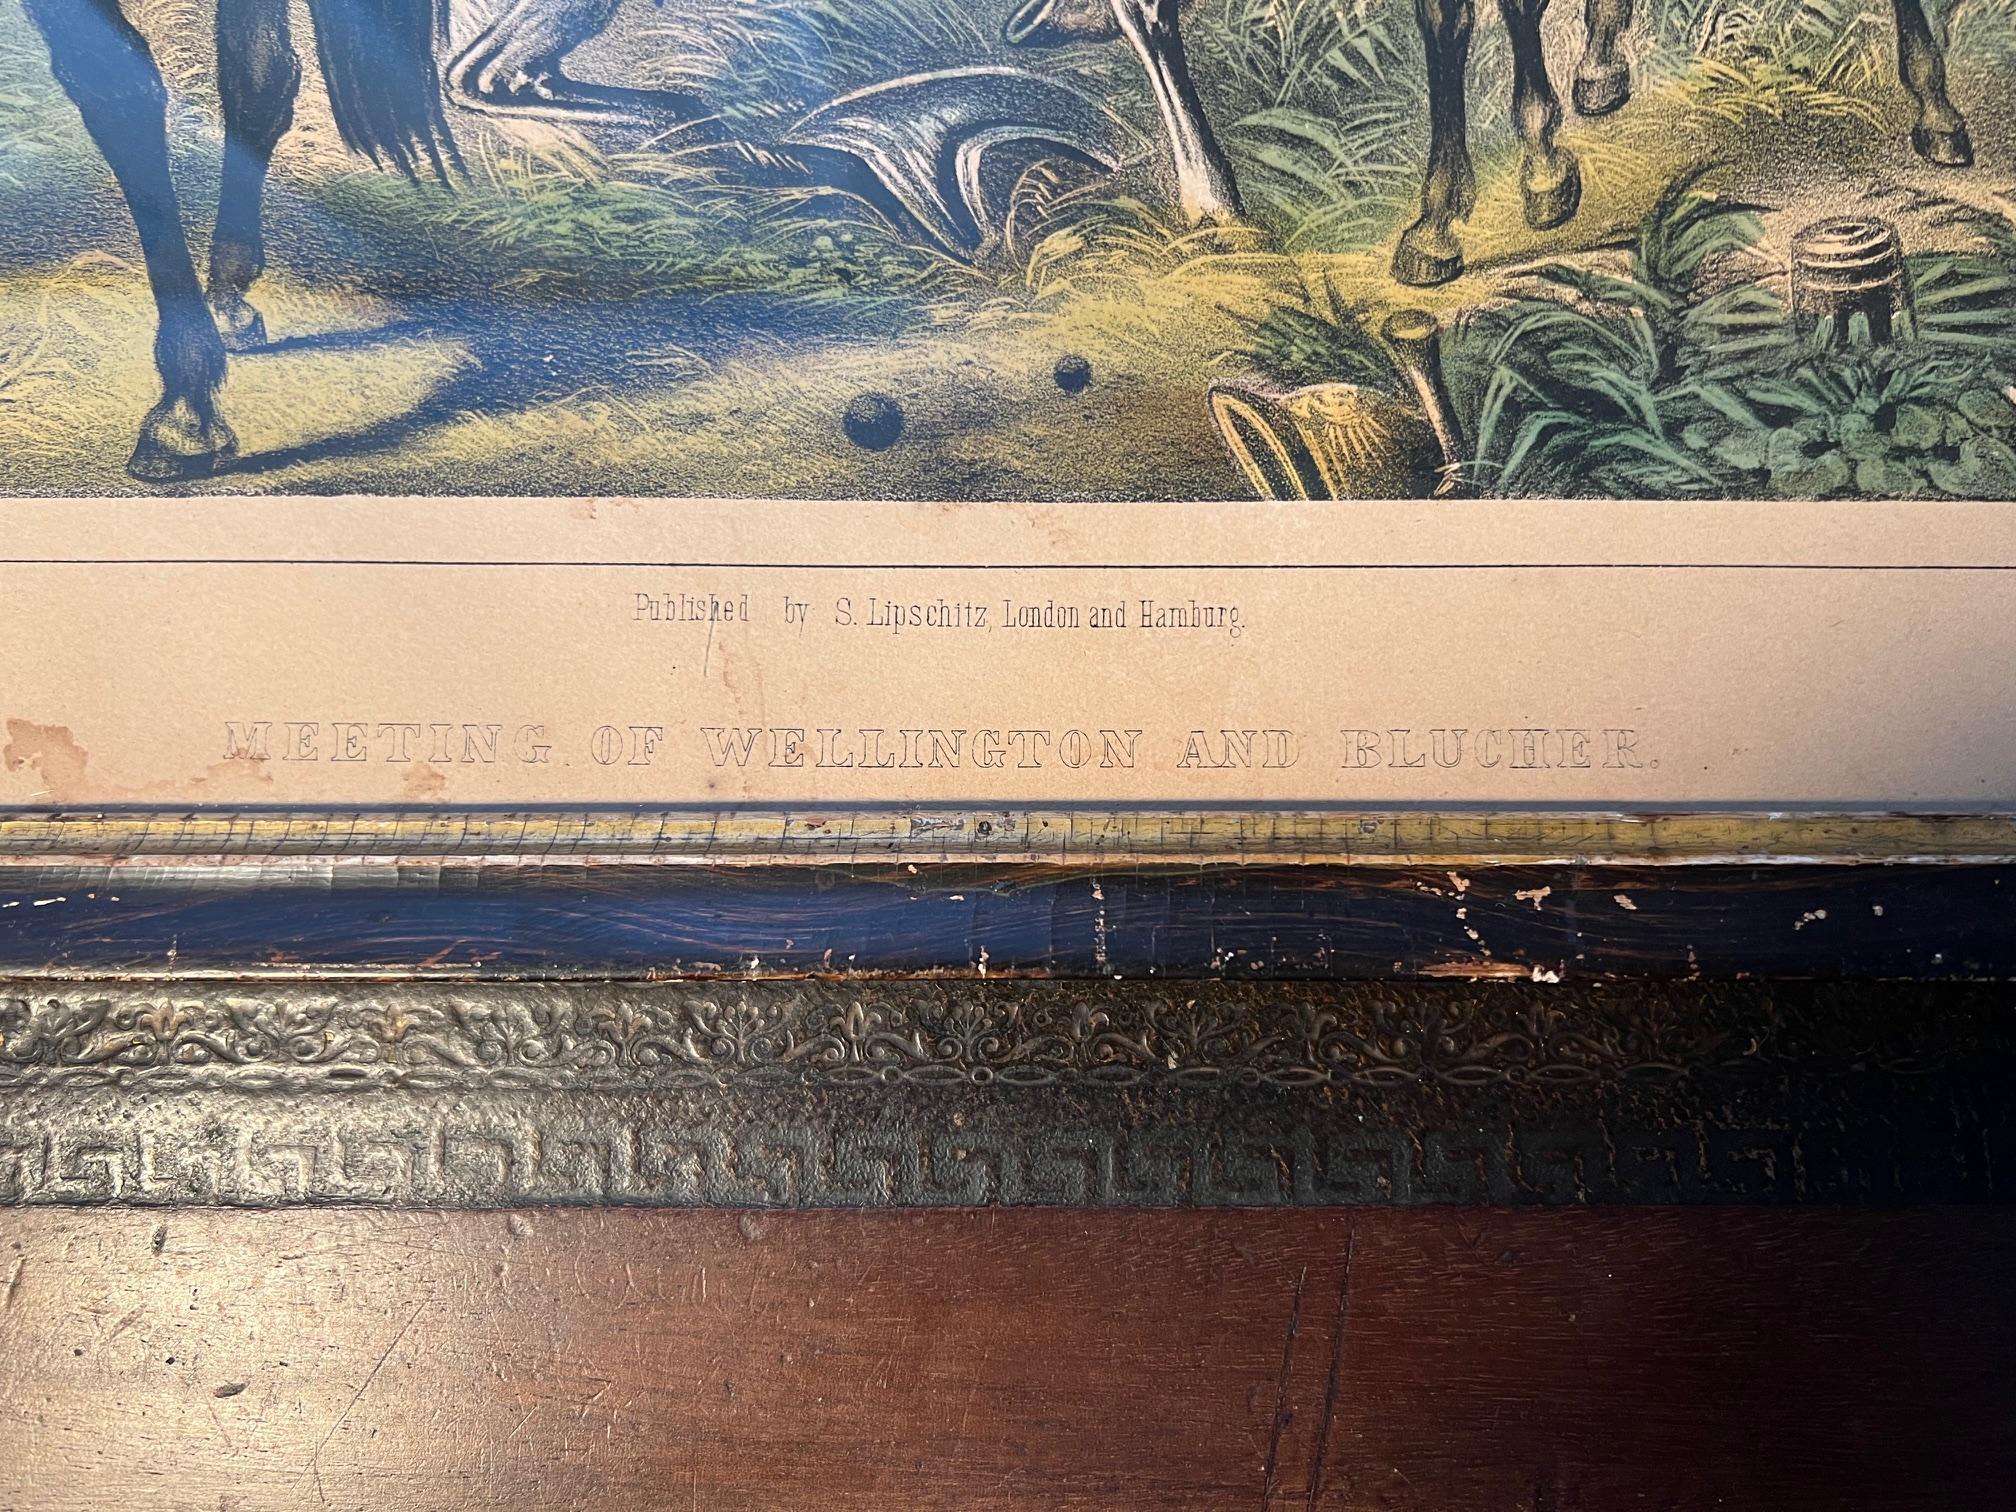 Published by S. Lipschitz, London and Hamburg.
MEETING OF WELLINGTON AND BLUCHER.